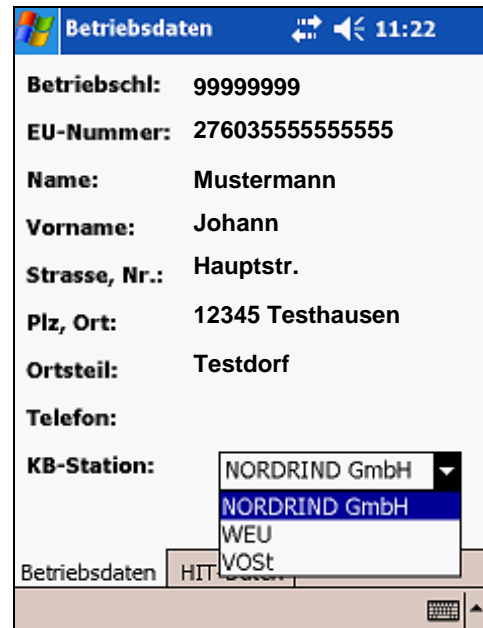 Betriebsdaten 11:22
Betriebschl: 99999999
EU-Nummer: 276035555555555
Name: Mustermann
Vorname: Johann
Strasse, Nr.: Hauptstr.
Plz, Ort: 12345 Testhausen
Ortsteil: Testdorf
Telefon:
KB-Station: NORDRIND GmbH
NORDRIND GmbH
WEU
VOSt
Betriebsdaten HIT-Daten